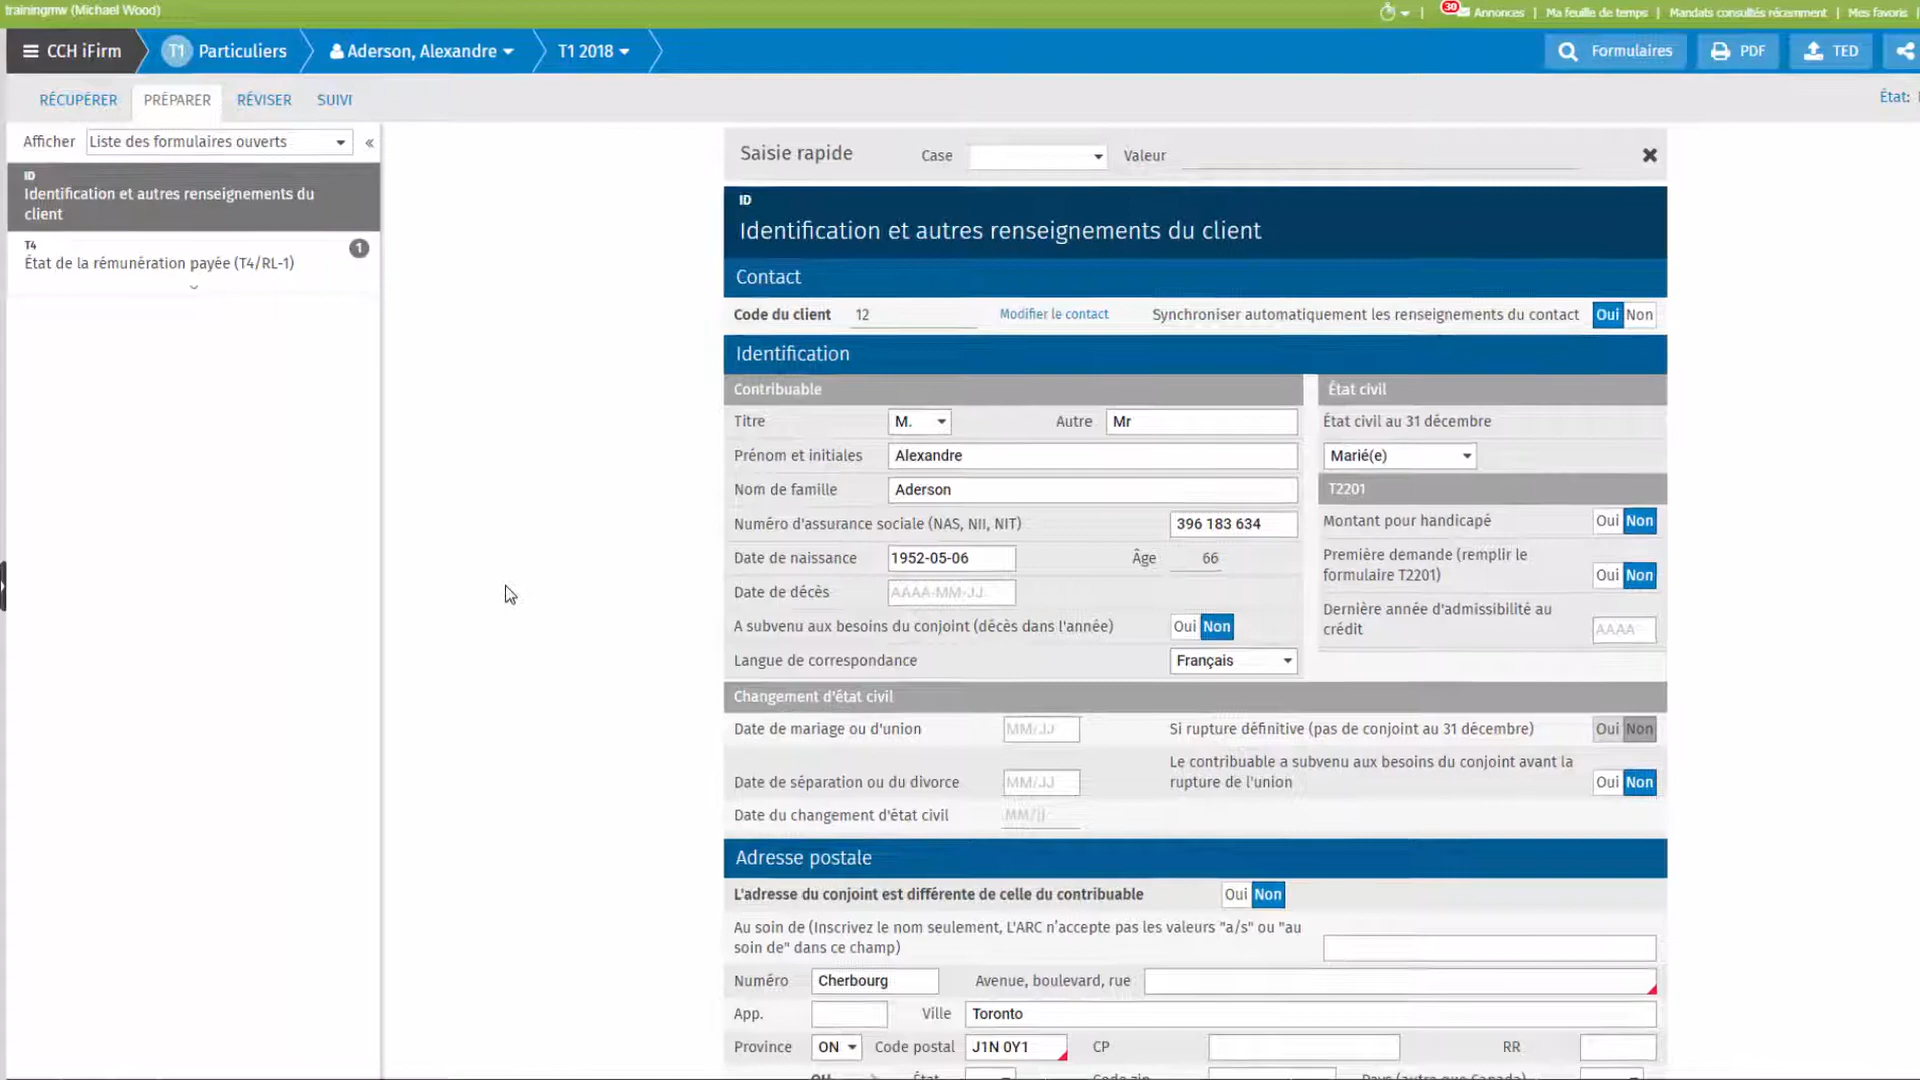 trainingmw (Michael Wood)
30 Annonces | Ma feuille de temps | Mandats consultés récemment | Mes favoris
CCH iFirm T1 Particuliers Aderson, Alexandre T1 2018 Formulaires PDF TED
RÉCUPÉRER PRÉPARER RÉVISER SUIVI État:
Afficher Liste des formulaires ouverts «
ID
Identification et autres renseignements du
client
T4
État de la rémunération payée (T4/RL-1) 1
Saisie rapide Case Valeur
ID
Identification et autres renseignements du client
Contact
Code du client 12 Modifier le contact Synchroniser automatiquement les renseignements du contact Oui Non
Identification
Contribuable État civil
Titre M. Autre Mr État civil au 31 décembre
Prénom et initiales Alexandre Marié(e)
Nom de famille Aderson T2201
Numéro d'assurance sociale (NAS, NII, NIT) 396 183 634 Montant pour handicapé Oui Non
Date de naissance 1952-05-06 Âge 66 Première demande (remplir le
formulaire T2201) Oui Non
Date de décès AAAA-MM-JJ Dernière année d'admissibilité au
crédit AAAA
A subvenu aux besoins du conjoint (décès dans l'année) Oui Non
Langue de correspondance Français
Changement d'état civil
Date de mariage ou d'union MM/JJ Si rupture définitive (pas de conjoint au 31 décembre) Oui Non
Date de séparation ou du divorce MM/JJ Le contribuable a subvenu aux besoins du conjoint avant la
rupture de l'union Oui Non
Date du changement d'état civil MM/JJ
Adresse postale
L'adresse du conjoint est différente de celle du contribuable Oui Non
Au soin de (Inscrivez le nom seulement, L'ARC n'accepte pas les valeurs "a/s" ou "au
soin de" dans ce champ)
Numéro Cherbourg Avenue, boulevard, rue
App. Ville Toronto
Province ON Code postal J1N 0Y1 CP RR
OU État Code zip Pays (autre que Canada)